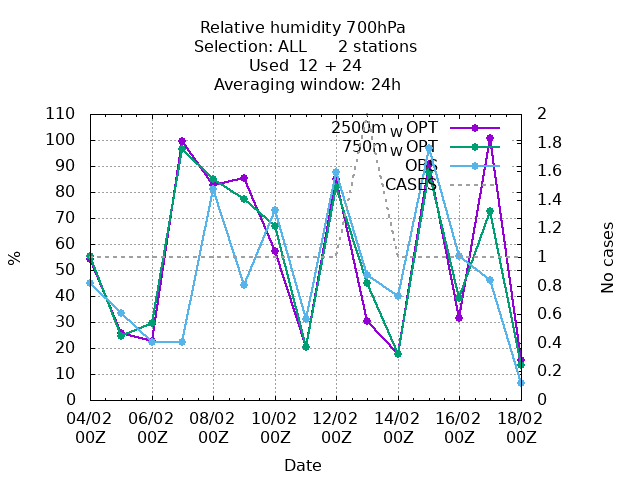 Relative humidity 700hPa
Selection: ALL 2 stations
Used 12 + 24
Averaging window: 24h
110
100
90
80
70
60
50
40
30
20
10
0
%
2500m W OPT
750m W OPT
OBS
CASES
2
1.8
1.6
1.4
1.2
1
0.8
0.6
0.4
0.2
0
No cases
04/02 06/02 08/02 10/02 12/02 14/02 16/02 18/02
00Z 00Z 00Z 00Z 00Z 00Z 00Z 00Z
Date